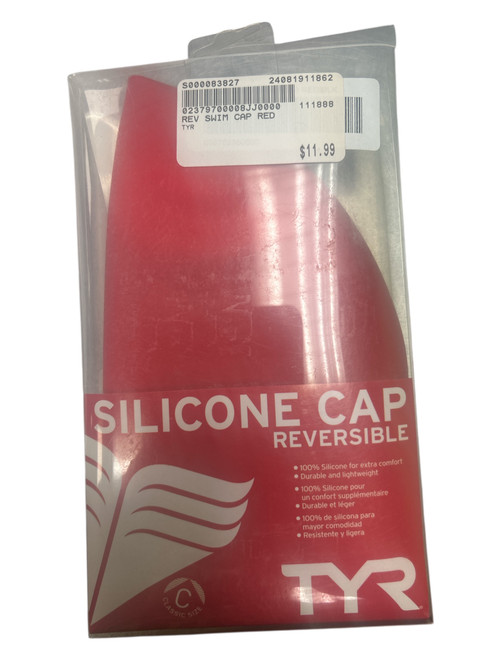 S000083827 24081911862
02379700008JJ0000 111888
REV SWIM CAP RED
TYR
$11.99
SILICONE CAP
REVERSIBLE
• 100% Silicone for extra comfort
• Durable and lightweight
• 100% Silicone pour
un confort supplémentaire
• Durable et léger
• 100% de silicona para
mayor comodidad
• Resistente y ligera
C
CLASSIC SIZE
TYR